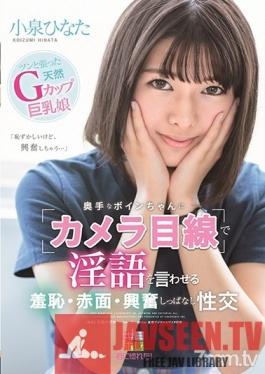 小泉ひなた
KOIZUMI HINATA
ツンと張った
天然
Gカップ
巨乳娘
「恥ずかしいけど、
興奮しちゃう…」
奥手なボインちゃんに
カメラ目線で
淫語を言わせる
羞恥・赤面・興奮しっぱなし性交
JAVSEEN.TV
FREE JAV LIBRARY